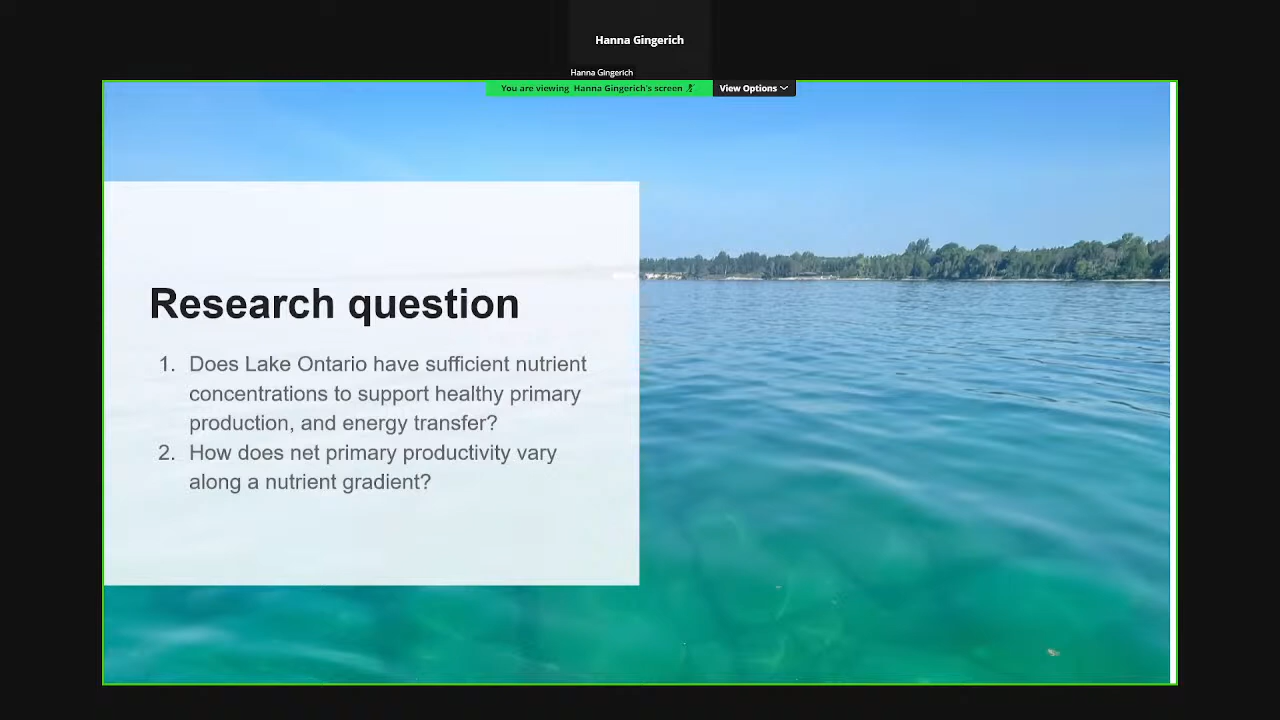 Hanna Gingerich
Hanna Gingerich
You are viewing Hanna Gingerich's screen
View Options
Research question
1. Does Lake Ontario have sufficient nutrient
concentrations to support healthy primary
production, and energy transfer?
2. How does net primary productivity vary
along a nutrient gradient?